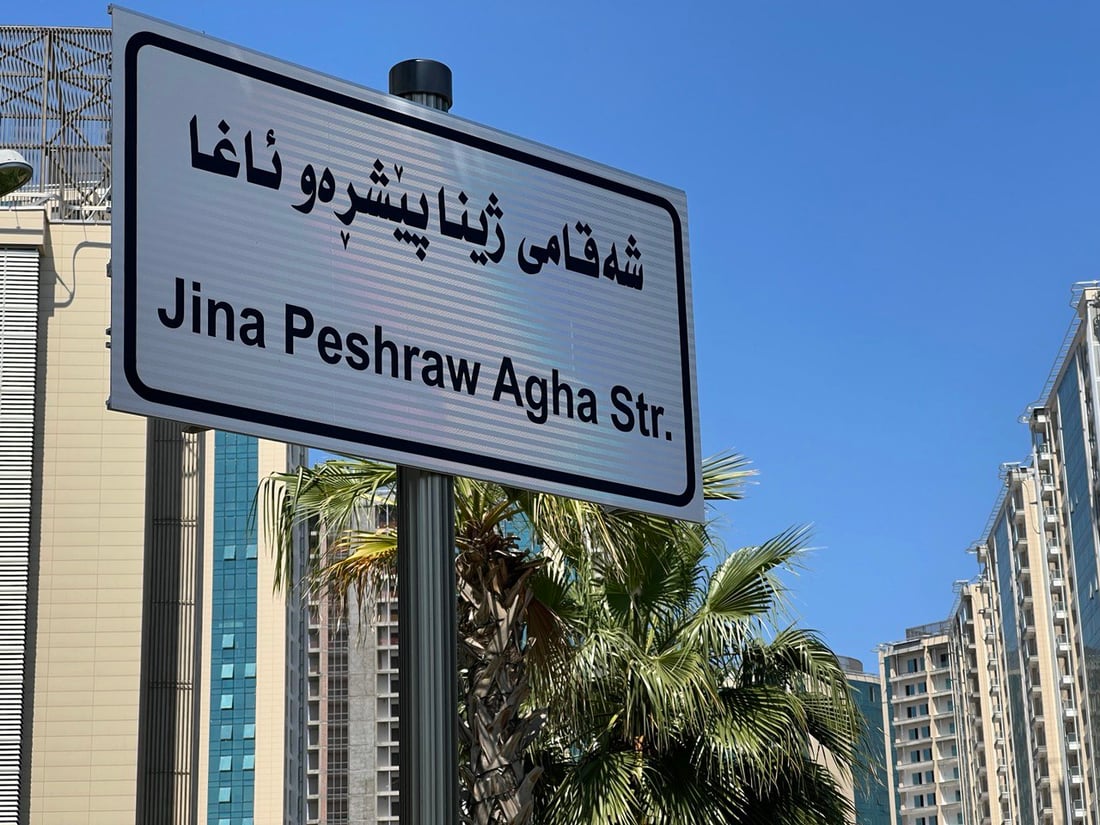 شەقامی ژینا پێشڕەو ئاغا
Jina Peshraw Agha Str.